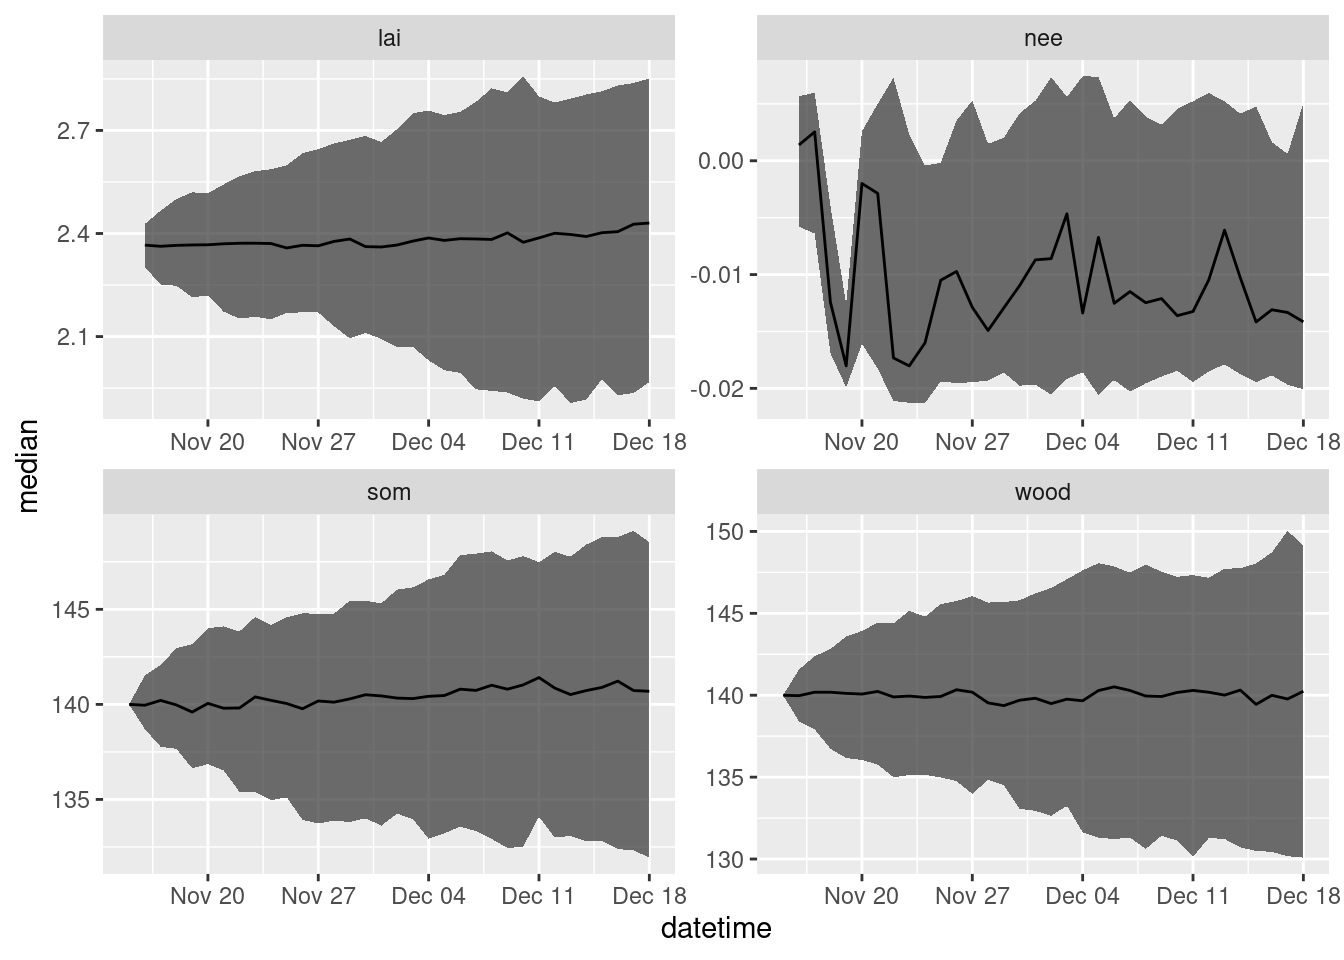 lai
nee
2.7
2.4
2.1
0.00
-0.01
-0.02
Nov 20 Nov 27 Dec 04 Dec 11 Dec 18
Nov 20 Nov 27 Dec 04 Dec 11 Dec 18
median
som
wood
145
140
135
150
145
140
135
130
Nov 20 Nov 27 Dec 04 Dec 11 Dec 18
Nov 20 Nov 27 Dec 04 Dec 11 Dec 18
datetime